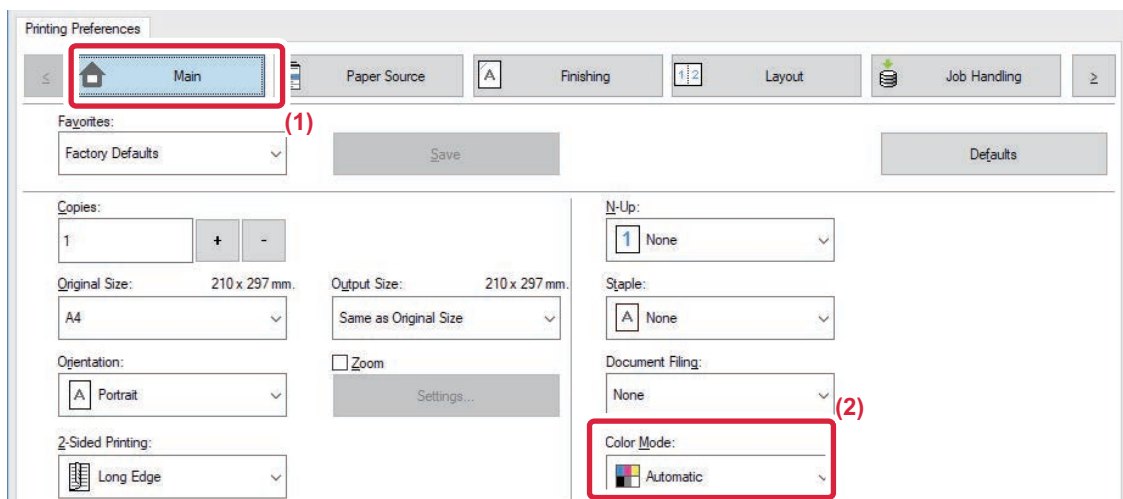 Printing Preferences
< Main Paper Source A Finishing 1 2 Layout Job Handling >
(1)
Favorites:
Factory Defaults Save Defaults
Copies: N-Up:
1 + - 1 None
Original Size: 210 x 297 mm. Output Size: 210 x 297 mm. Staple:
A4 Same as Original Size A None
Orientation: Zoom Document Filing:
A Portrait Settings... None
(2)
2-Sided Printing: Color Mode:
Long Edge Automatic